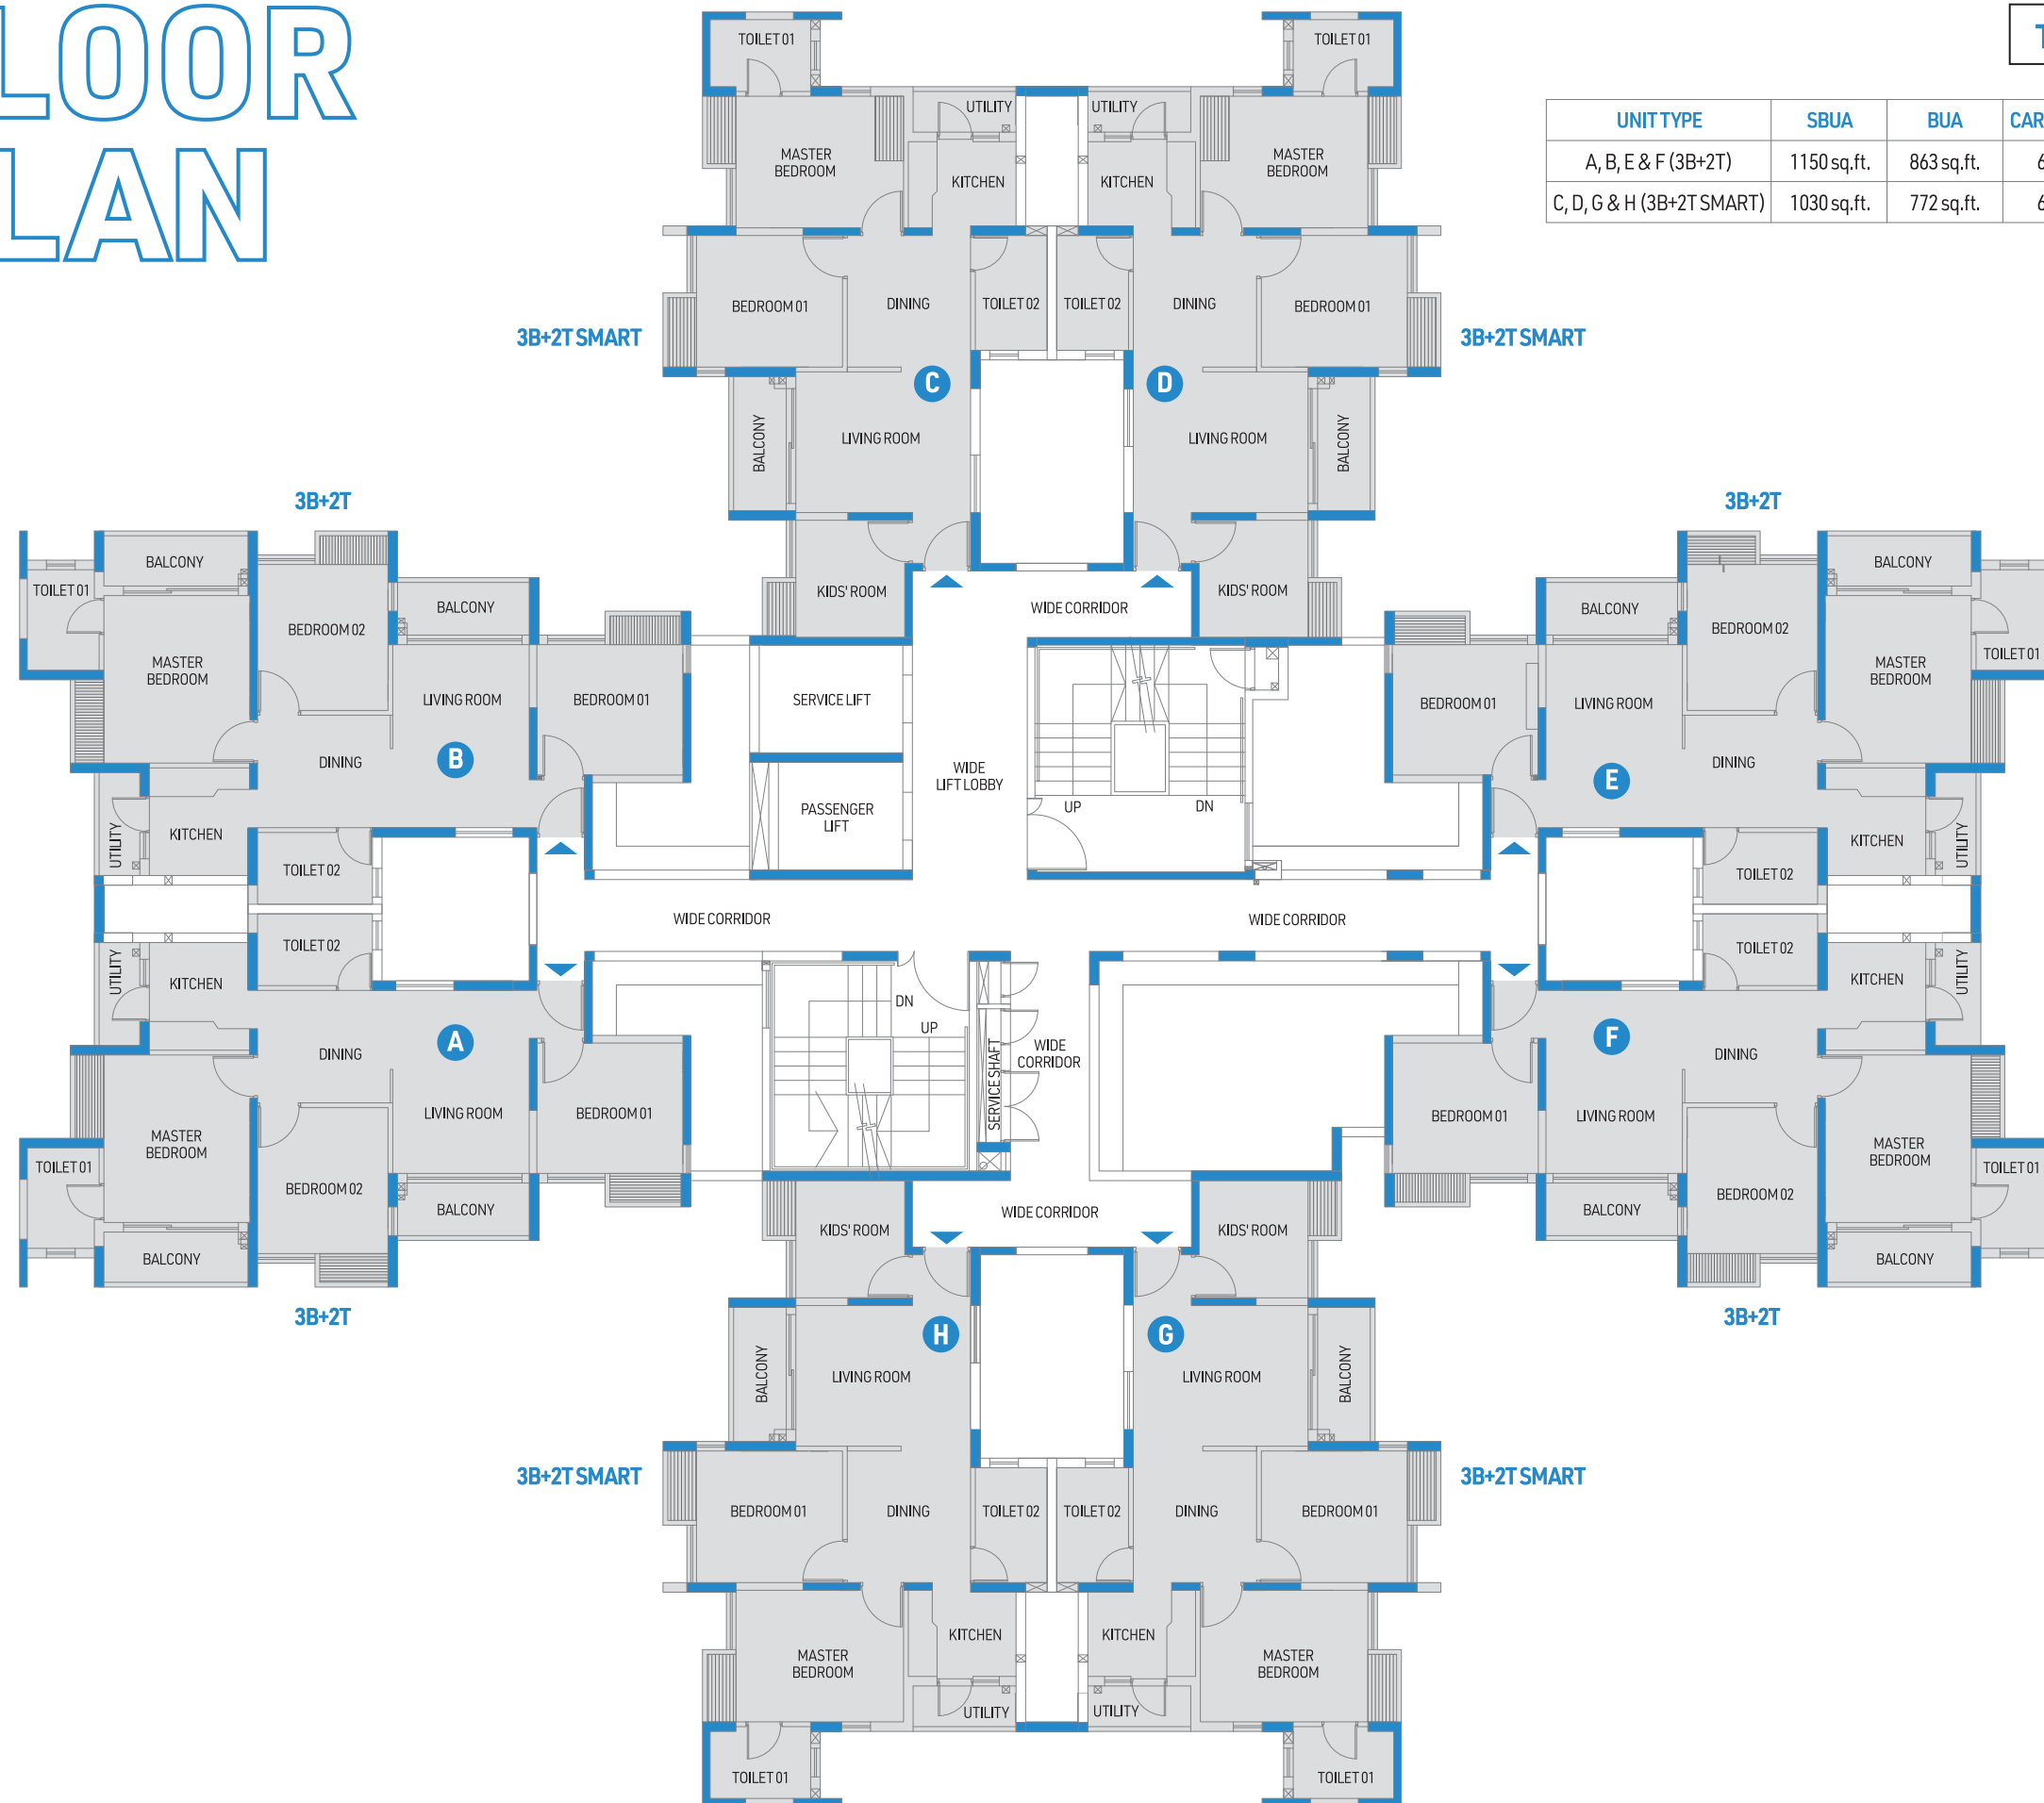 LOOR
LAN
T
UNIT TYPE SBUA BUA CAR
A, B, E & F (3B+2T) 1150 sq.ft. 863 sq.ft. 6
C, D, G & H (3B+2T SMART) 1030 sq.ft. 772 sq.ft. 6
TOILET 01
TOILET 01
UTILITY
UTILITY
MASTER
BEDROOM
KITCHEN
KITCHEN
MASTER
BEDROOM
BEDROOM 01
DINING
TOILET 02
TOILET 02
DINING
BEDROOM 01
3B+2T SMART
3B+2T SMART
C
D
BALCONY
LIVING ROOM
LIVING ROOM
BALCONY
KIDS' ROOM
WIDE CORRIDOR
KIDS' ROOM
3B+2T
BALCONY
TOILET 01
BALCONY
BEDROOM 02
MASTER
BEDROOM
LIVING ROOM
BEDROOM 01
DINING
B
UTILITY
KITCHEN
TOILET 02
SERVICE LIFT
PASSENGER
LIFT
WIDE
LIFT LOBBY
UP
DN
3B+2T
BALCONY
BALCONY
BEDROOM 02
TOILET 01
MASTER
BEDROOM
BEDROOM 01
LIVING ROOM
DINING
E
KITCHEN
UTILITY
TOILET 02
WIDE CORRIDOR
WIDE CORRIDOR
TOILET 02
UTILITY
KITCHEN
A
DINING
LIVING ROOM
BEDROOM 01
MASTER
BEDROOM
TOILET 01
BEDROOM 02
BALCONY
BALCONY
3B+2T
DN
UP
SERVICE SHAFT
WIDE
CORRIDOR
TOILET 02
KITCHEN
UTILITY
F
DINING
BEDROOM 01
LIVING ROOM
MASTER
BEDROOM
TOILET 01
BEDROOM 02
BALCONY
BALCONY
3B+2T
KIDS' ROOM
WIDE CORRIDOR
KIDS' ROOM
H
G
BALCONY
LIVING ROOM
LIVING ROOM
BALCONY
3B+2T SMART
3B+2T SMART
BEDROOM 01
DINING
TOILET 02
TOILET 02
DINING
BEDROOM 01
MASTER
BEDROOM
KITCHEN
KITCHEN
MASTER
BEDROOM
UTILITY
UTILITY
TOILET 01
TOILET 01